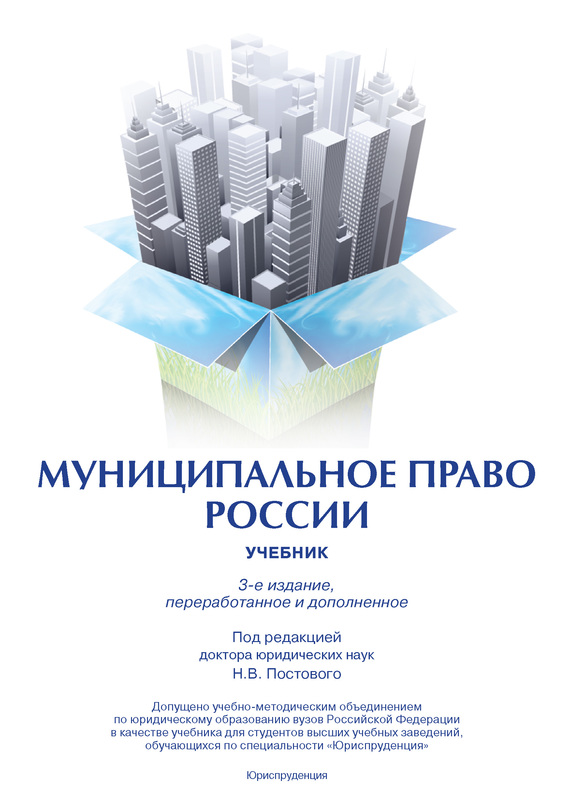 МУНИЦИПАЛЬНОЕ ПРАВО
РОССИИ
УЧЕБНИК
3-е издание,
переработанное и дополненное
Под редакцией
доктора юридических наук
Н.В. Постового
Допущено учебно-методическим объединением
по юридическому образованию вузов Российской Федерации
в качестве учебника для студентов высших учебных заведений,
обучающихся по специальности «Юриспруденция»
Юриспруденция